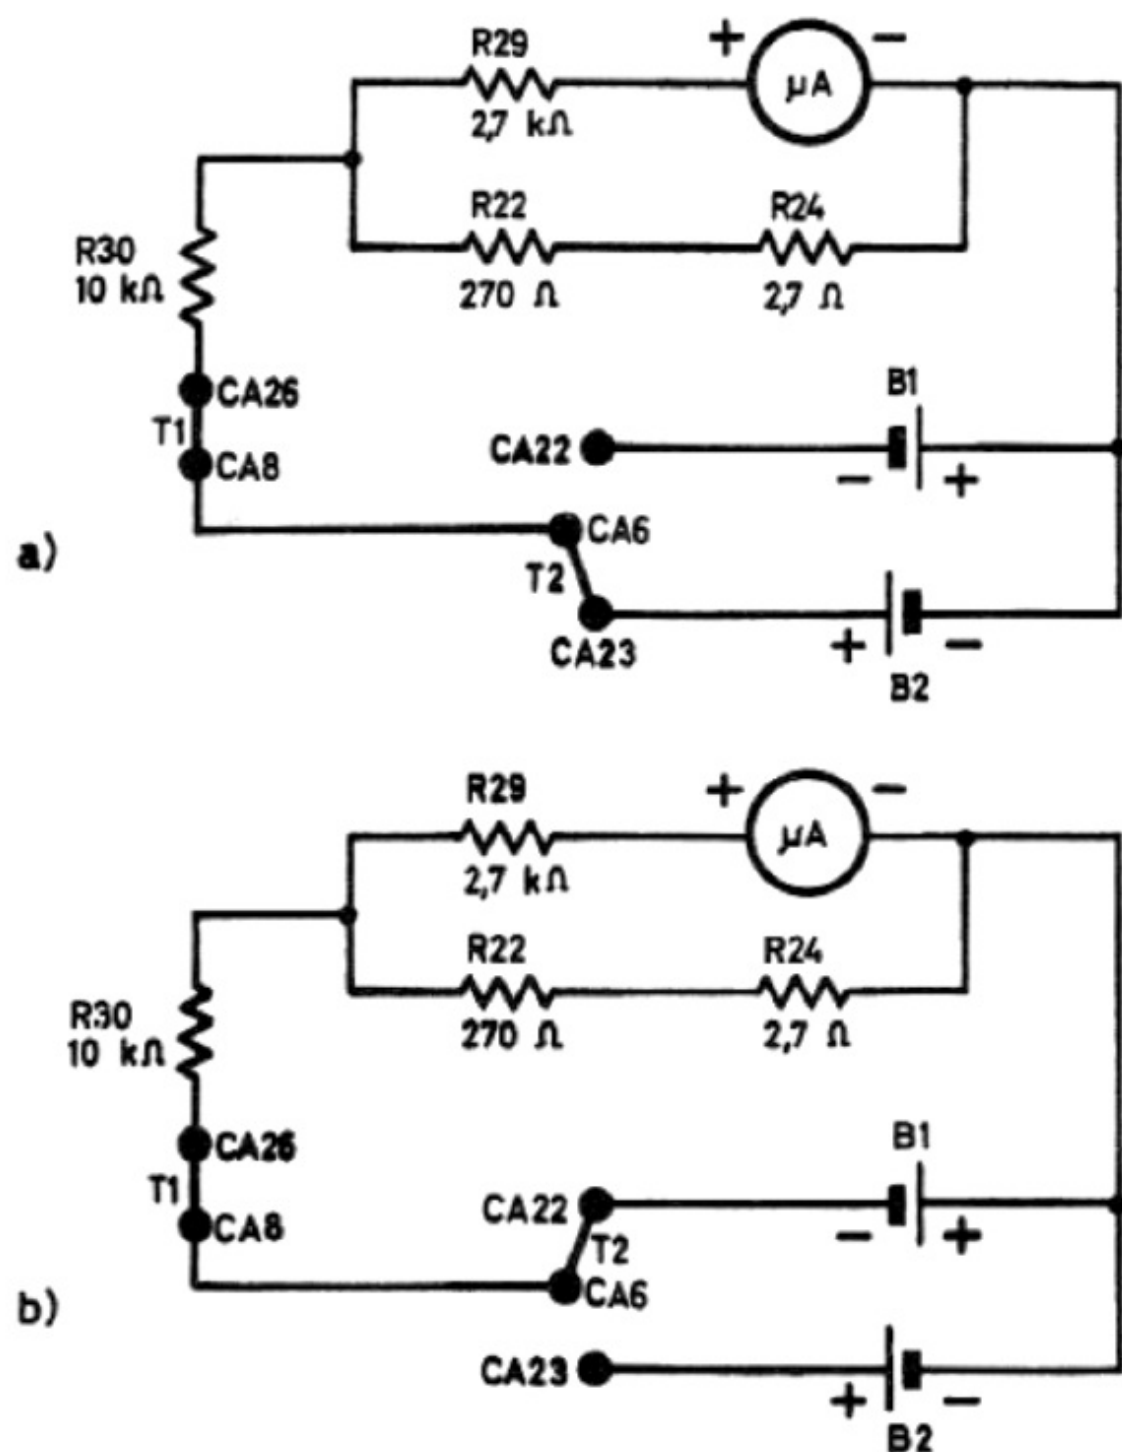 R29
+ µA −
2,7 kΩ
R22 R24
R30
10 kΩ
270 Ω 2,7 Ω
CA26
B1
T1
CA22
CA8
− +
CA6
a)
T2
CA23
+ −
B2
R29
+ µA −
2,7 kΩ
R22 R24
R30
10 kΩ
270 Ω 2,7 Ω
CA26
B1
T1
CA22
CA8
T2
− +
CA6
b)
CA23
+ −
B2